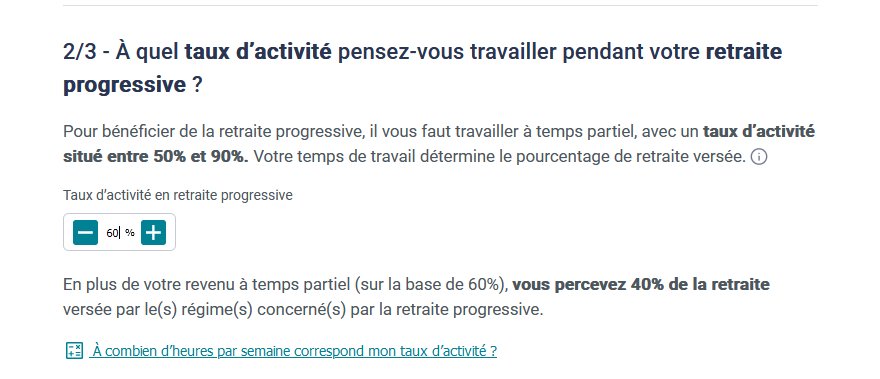 2/3 - À quel taux d’activité pensez-vous travailler pendant votre retraite
progressive ?
Pour bénéficier de la retraite progressive, il vous faut travailler à temps partiel, avec un taux d’activité
situé entre 50% et 90%. Votre temps de travail détermine le pourcentage de retraite versée.
Taux d’activité en retraite progressive
60 %
En plus de votre revenu à temps partiel (sur la base de 60%), vous percevez 40% de la retraite
versée par le(s) régime(s) concerné(s) par la retraite progressive.
À combien d’heures par semaine correspond mon taux d’activité ?